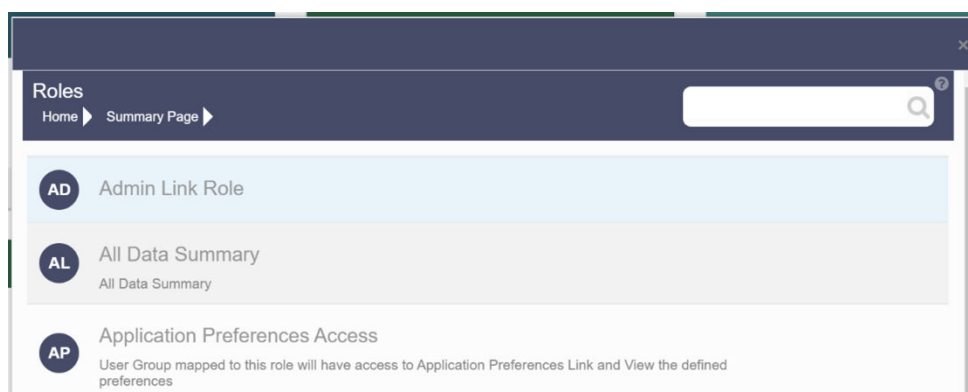 Roles
Home Summary Page
AD Admin Link Role
AL All Data Summary
All Data Summary
AP Application Preferences Access
User Group mapped to this role will have access to Application Preferences Link and View the defined
preferences